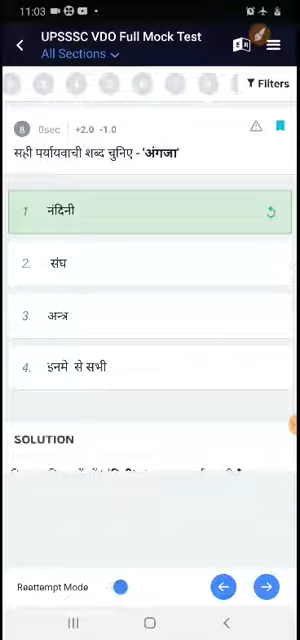 11:03
UPSSSC VDO Full Mock Test
All Sections
Filters
8 0sec +2.0 -1.0
सही पर्यायवाची शब्द चुनिए - 'अंगजा'
1 नंदिनी
2. संघ
3. अन्त्र
4. इनमे से सभी
SOLUTION
Reattempt Mode